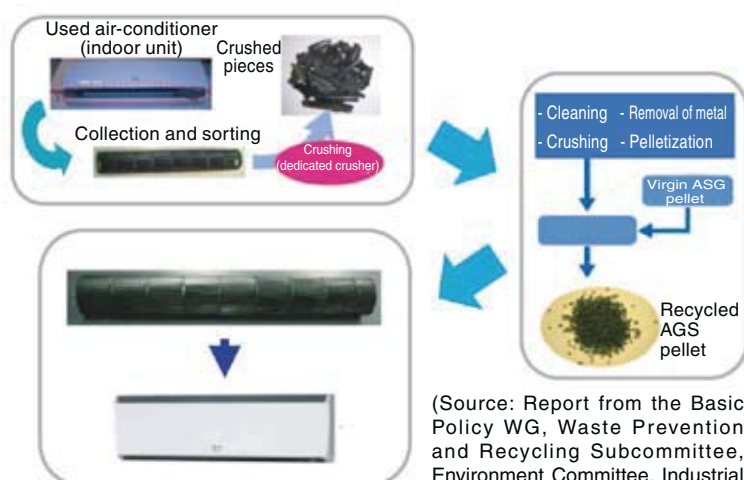 Used air-conditioner
(indoor unit)
Crushed
pieces
Collection and sorting
Crushing
(dedicated crusher)
- Cleaning - Removal of metal
- Crushing - Pelletization
Virgin ASG
pellet
Recycled
AGS
pellet
(Source: Report from the Basic
Policy WG, Waste Prevention
and Recycling Subcommittee,
Environment Committee, Industrial